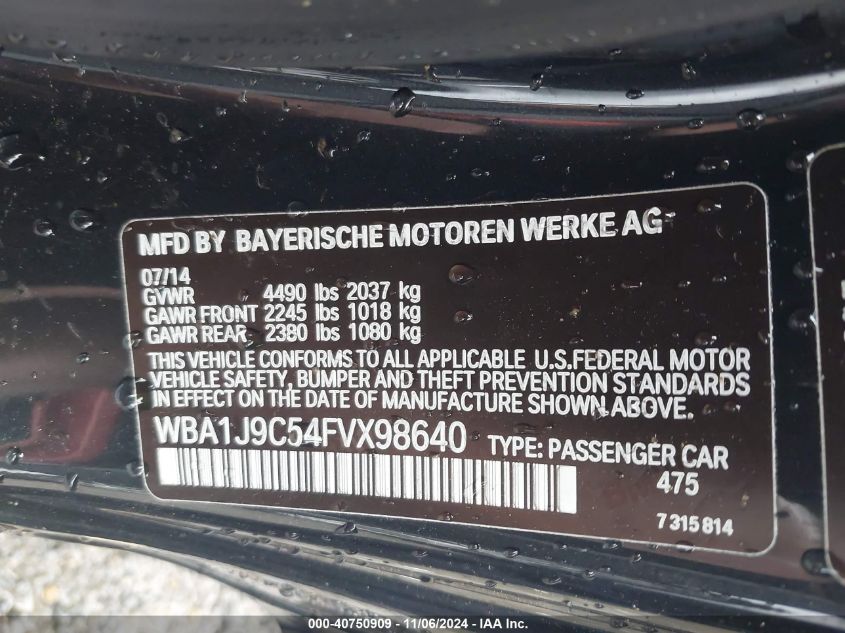 MFD BY BAYERISCHE MOTOREN WERKE AG
07/14
GVWR 4490 lbs 2037 kg
GAWR FRONT 2245 lbs 1018 kg
GAWR REAR 2380 lbs 1080 kg
THIS VEHICLE CONFORMS TO ALL APPLICABLE U.S.FEDERAL MOTOR
VEHICLE SAFETY, BUMPER AND THEFT PREVENTION STANDARDS
IN EFFECT ON THE DATE OF MANUFACTURE SHOWN ABOVE.
WBA1J9C54FVX98640 TYPE: PASSENGER CAR
475
7 315 814
000-40750909 - 11/06/2024 - IAAI.COM